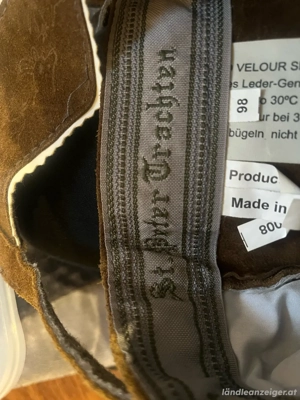 St. Peter Trachten
VELOUR
Leder-Gen
30°C
ur bei 3
bügeln nicht
98
Produc
Made in
800
ländleanzeiger.at